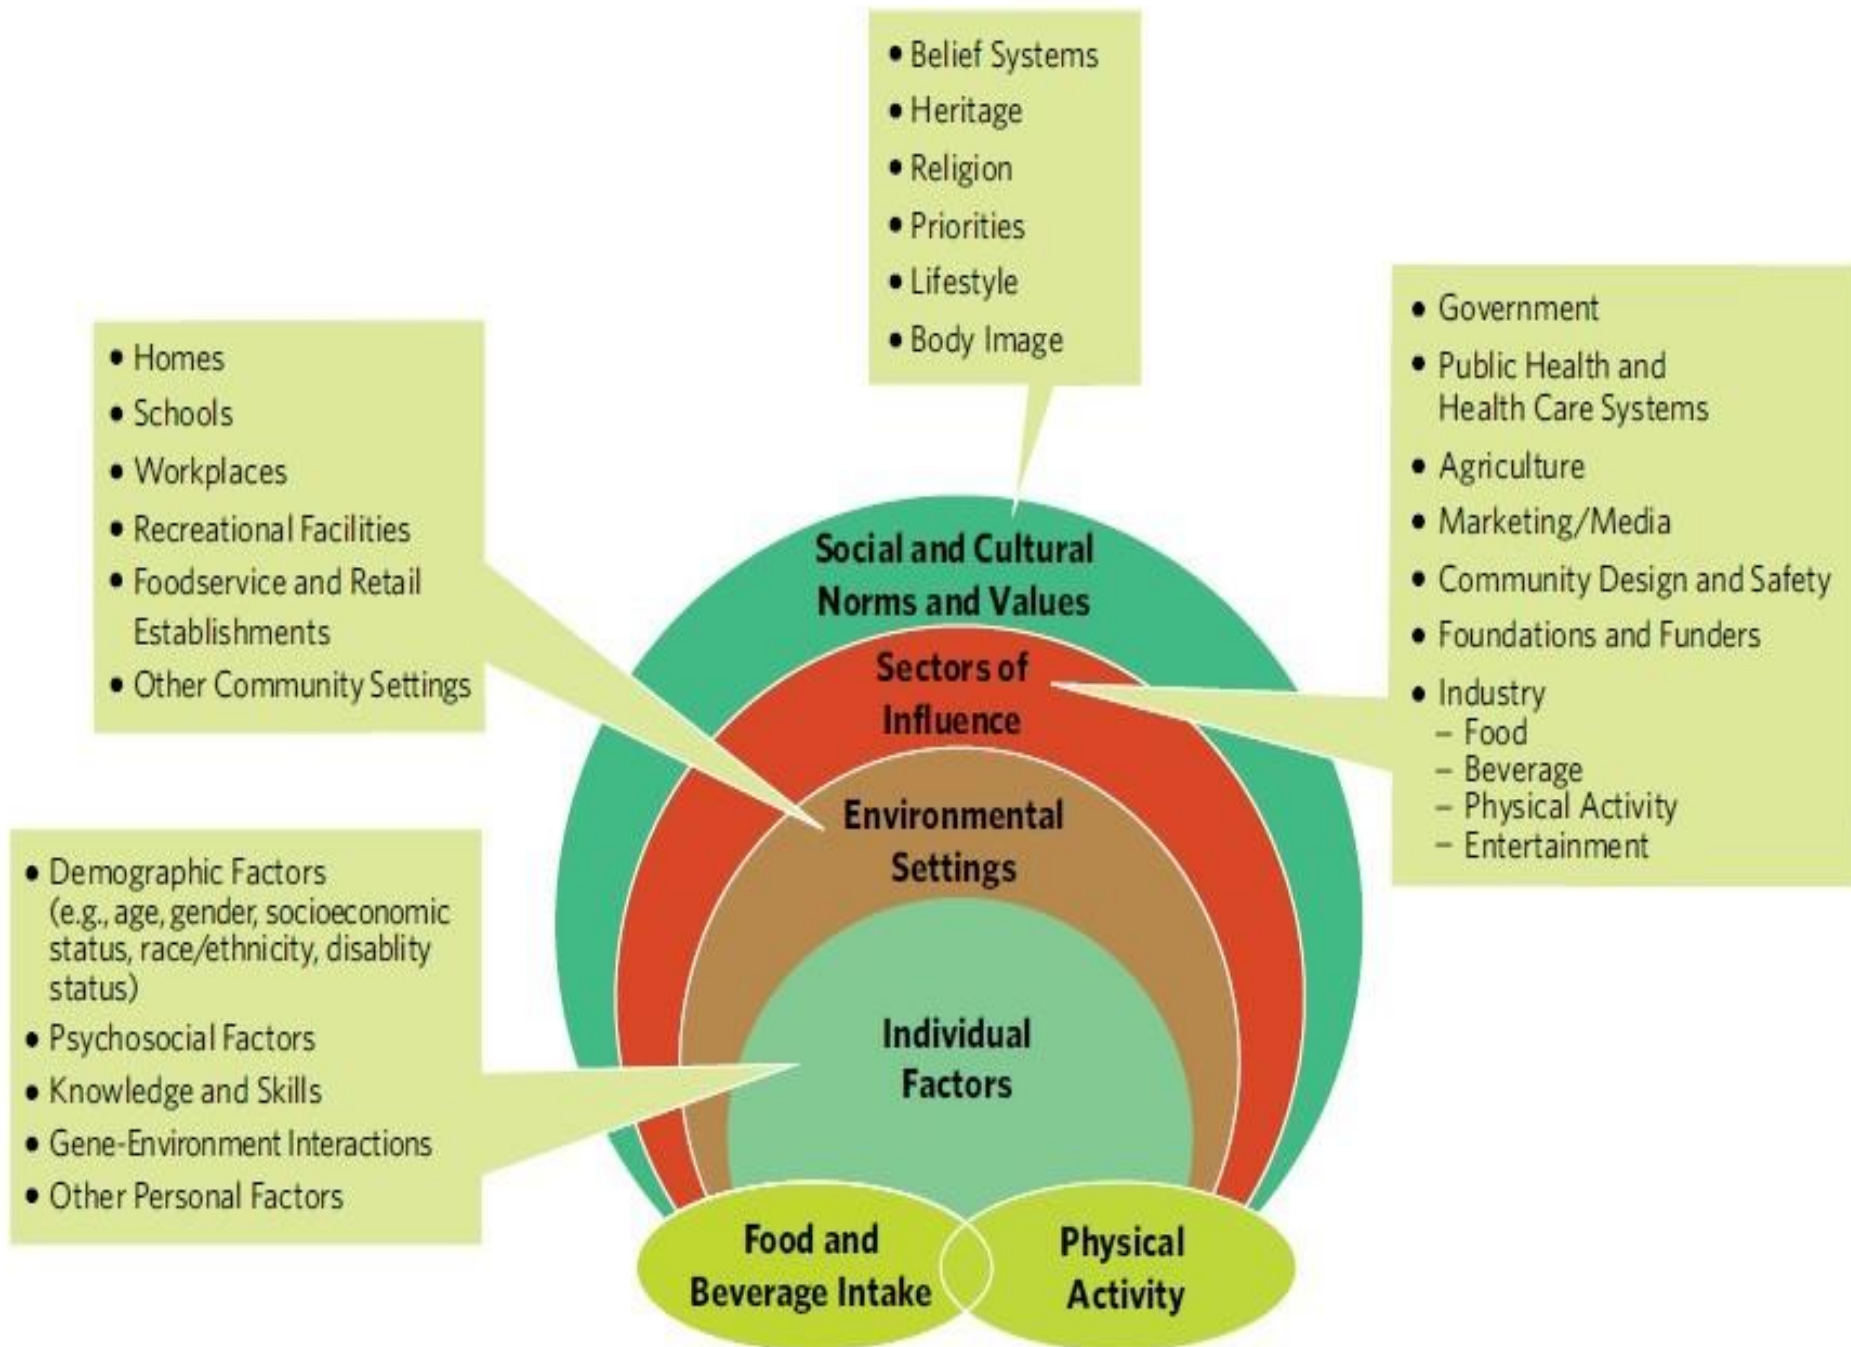 • Belief Systems
• Heritage
• Religion
• Priorities
• Lifestyle
• Body Image
• Homes
• Schools
• Workplaces
• Recreational Facilities
• Foodservice and Retail
Establishments
• Other Community Settings
• Government
• Public Health and
Health Care Systems
• Agriculture
• Marketing/Media
• Community Design and Safety
• Foundations and Funders
• Industry
– Food
– Beverage
– Physical Activity
– Entertainment
• Demographic Factors
(e.g., age, gender, socioeconomic
status, race/ethnicity, disablity
status)
• Psychosocial Factors
• Knowledge and Skills
• Gene-Environment Interactions
• Other Personal Factors
Social and Cultural
Norms and Values
Sectors of
Influence
Environmental
Settings
Individual
Factors
Food and
Beverage Intake
Physical
Activity